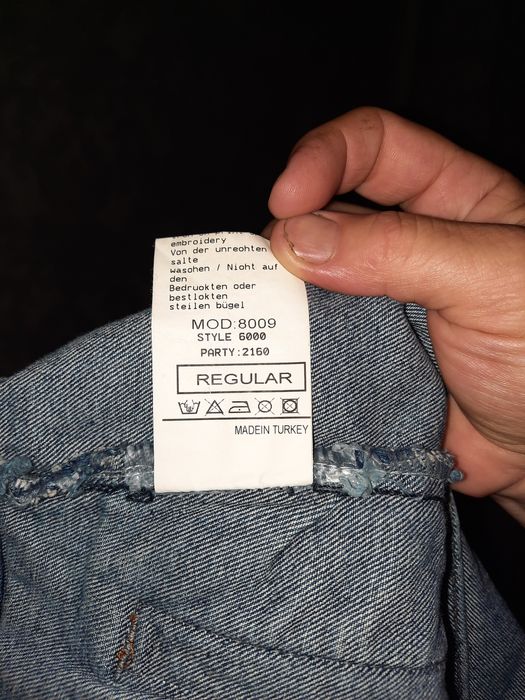 embroidery
Von der unreohten
salte
wasohen / Nioht auf
den
Bedruokten oder
bestlokten
steilen bügel
MOD:8009
STYLE 6000
PARTY:2160
REGULAR
MADEIN TURKEY